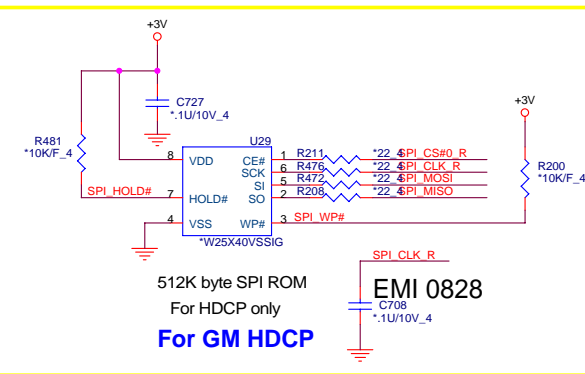 +3V
C727
*.1U/10V_4
+3V
R481
*10K/F_4
U29
8 VDD CE# 1 R211 *22_4 SPI_CS#0_R
SCK 6 R476 *22_4 SPI_CLK_R
SI 5 R472 *22_4 SPI_MOSI
SPI_HOLD# 7 HOLD# SO 2 R208 *22_4 SPI_MISO
R200
*10K/F_4
4 VSS WP# 3 SPI_WP#
*W25X40VSSIG
512K byte SPI ROM
For HDCP only
For GM HDCP
SPI_CLK_R
EMI 0828
C708
*.1U/10V_4